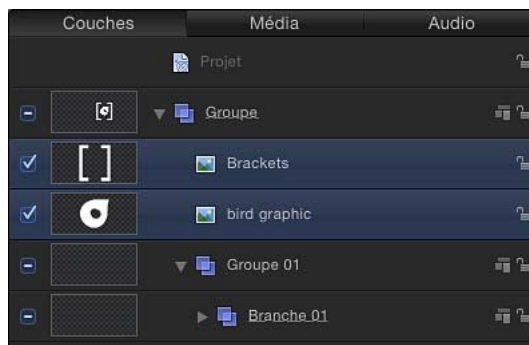 Couches Média Audio
Projet
Groupe
Brackets
bird graphic
Groupe 01
Branche 01